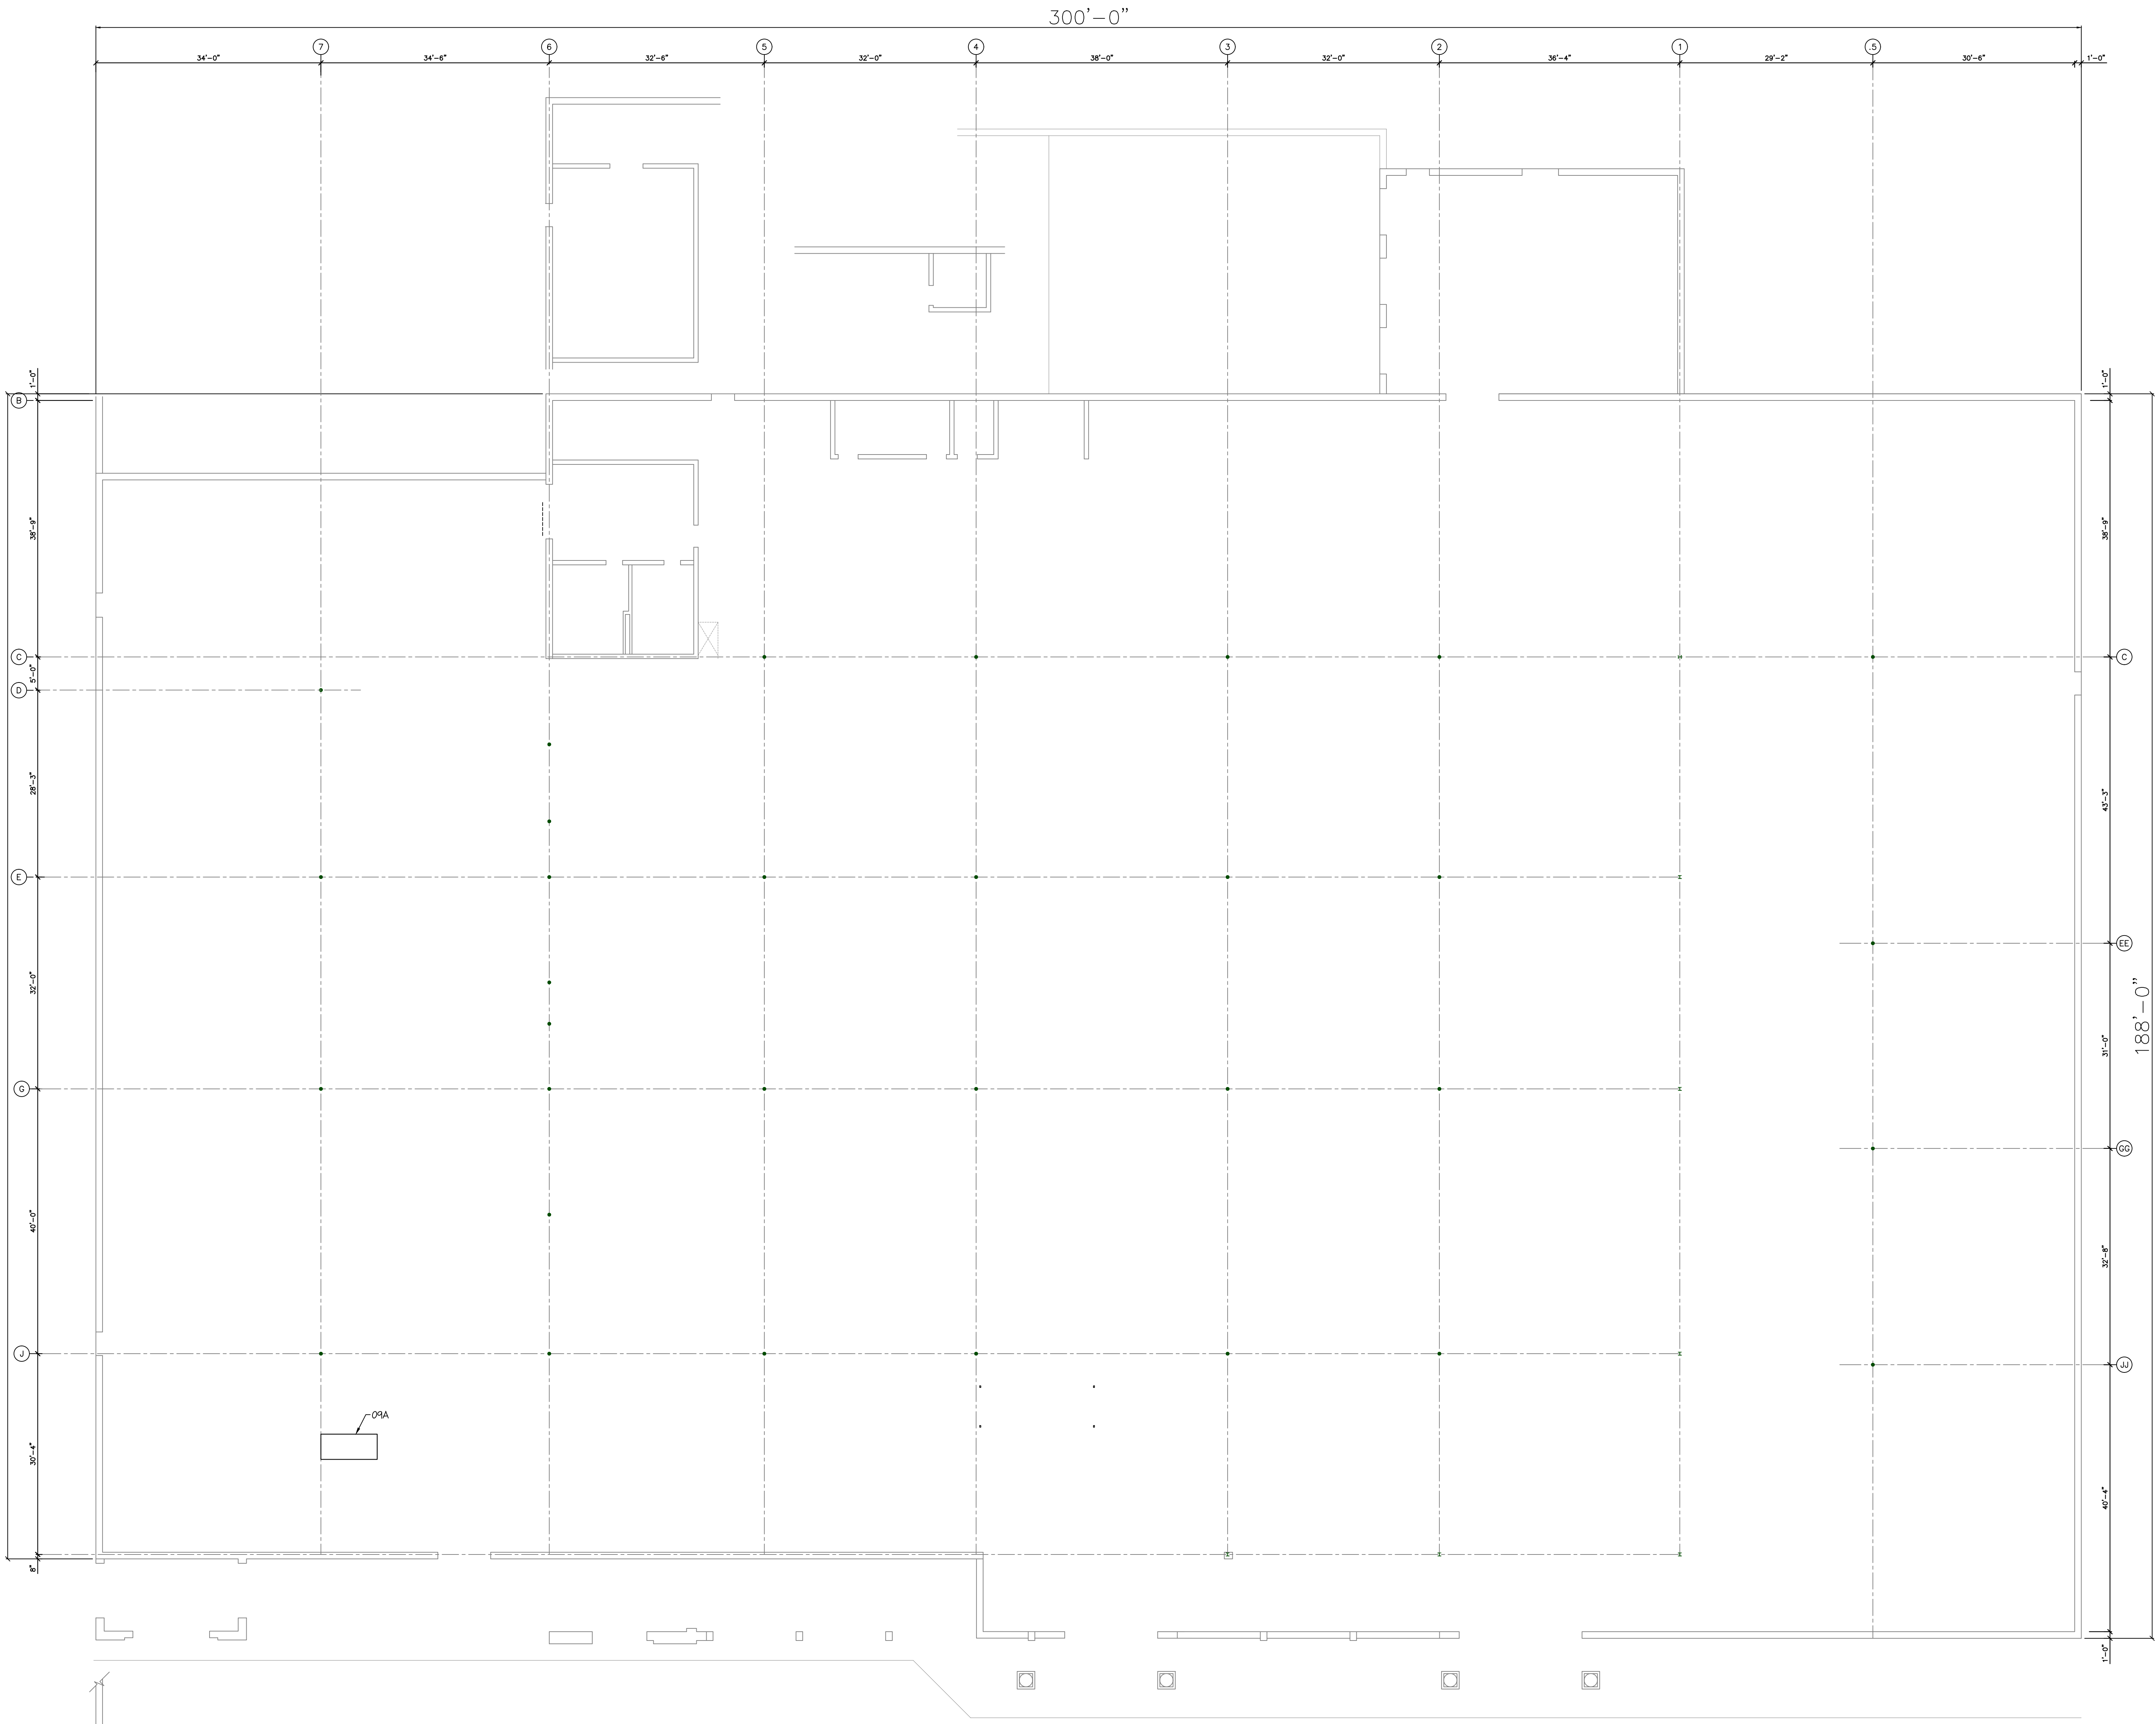 300'-0"
7 6 5 4 3 2 1 .5
34'-0" 34'-6" 32'-6" 32'-0" 38'-0" 32'-0" 36'-4" 29'-2" 30'-6" 1'-0"
1'-0" 1'-0"
B
38'-9" 38'-9"
C C
5'-0"
D
28'-3" 43'-3"
E
EE
32'-0" 31'-0" 188'-0"
G
GG
40'-0" 32'-8"
J JJ
09A
30'-4" 40'-4"
8"
1'-0"